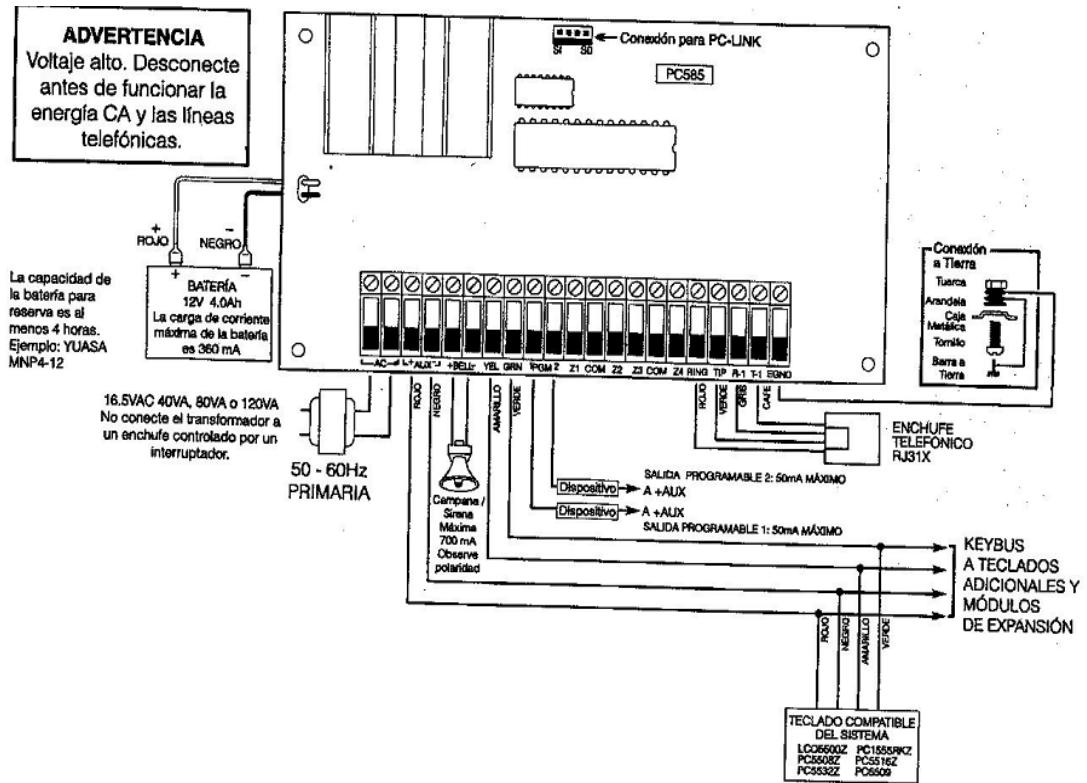 ADVERTENCIA
Voltaje alto. Desconecte
antes de funcionar la
energía CA y las líneas
telefónicas.
Conexión para PC-LINK
PC585
+
ROJO
-
NEGRO
+ -
BATERÍA
12V 4.0Ah
La carga de corriente
máxima de la batería
es 360 mA
La capacidad de
la batería para
reserva es al
menos 4 horas.
Ejemplo: YUASA
MNP4-12
Conexión
a Tierra
Tuerca
Arandela
Caja
Metálica
Tornillo
Barra a
Tierra
AC +AUX- +BELL- YEL GRN 1PGM 2 Z1 COM Z2 Z3 COM Z4 RING TIP R-1 T-1 EGND
ROJO
NEGRO
AMARILLO
VERDE
ROJO
VERDE
GRIS
CAFE
16.5VAC 40VA, 80VA o 120VA
No conecte el transformador a
un enchufe controlado por un
interruptador.
50 - 60Hz
PRIMARIA
Campana /
Sirena
Máxima
700 mA
Observe
polaridad
ENCHUFE
TELEFÓNICO
RJ31X
SALIDA PROGRAMABLE 2: 50mA MÁXIMO
Dispositivo A +AUX
Dispositivo A +AUX
SALIDA PROGRAMABLE 1: 50mA MÁXIMO
KEYBUS
A TECLADOS
ADICIONALES Y
MÓDULOS
DE EXPANSIÓN
ROJO
NEGRO
AMARILLO
VERDE
TECLADO COMPATIBLE
DEL SISTEMA
LCD5500Z PC1555RKZ
PC5508Z PC5516Z
PC5532Z PC5509